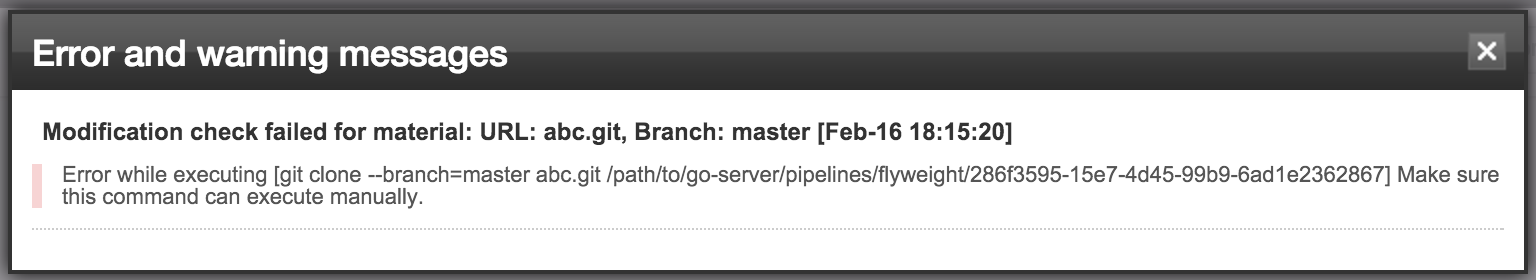 Error and warning messages
Modification check failed for material: URL: abc.git, Branch: master [Feb-16 18:15:20]
Error while executing [git clone --branch=master abc.git /path/to/go-server/pipelines/flyweight/286f3595-15e7-4d45-99b9-6ad1e2362867] Make sure
this command can execute manually.